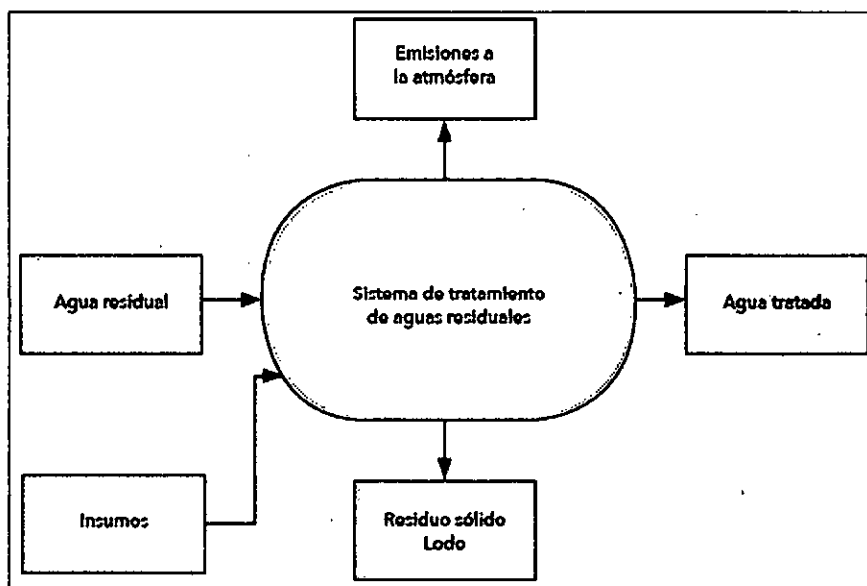 Emisiones a
la atmósfera
Agua residual
Sistema de tratamiento
de aguas residuales
Agua tratada
Insumos
Residuo sólido
Lodo